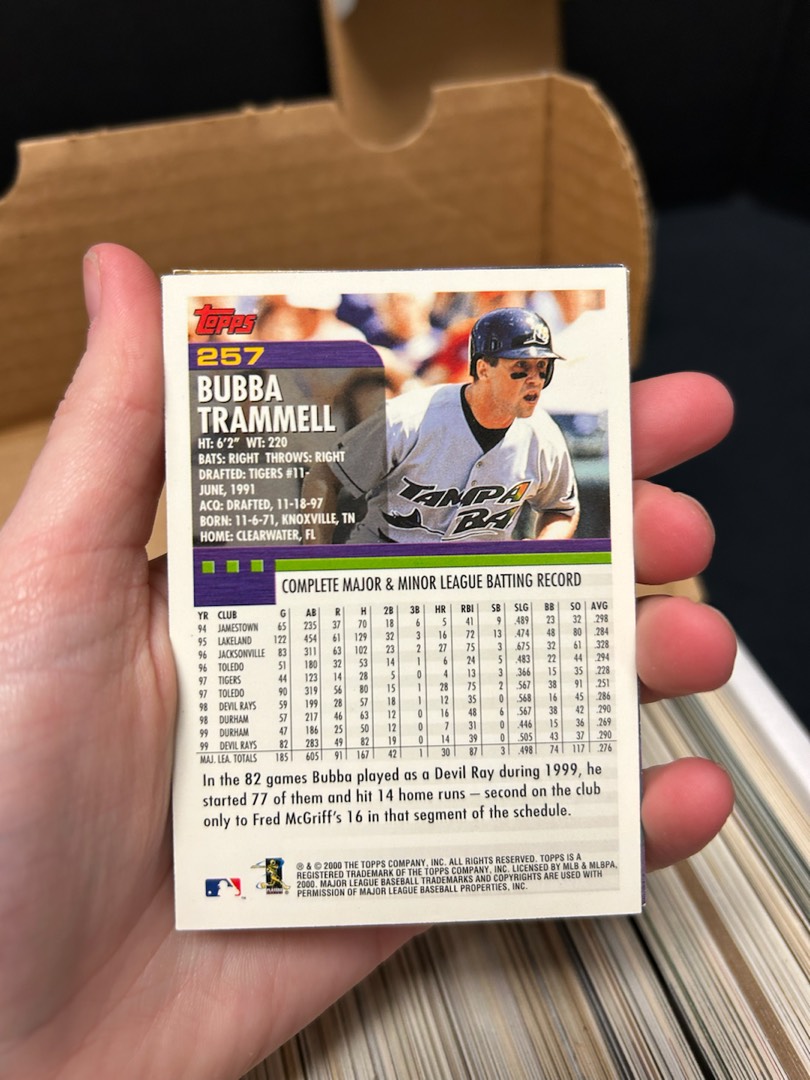 Topps
257
BUBBA
TRAMMELL
HT: 6'2" WT: 220
BATS: RIGHT THROWS: RIGHT
DRAFTED: TIGERS #11-
JUNE, 1991
ACQ: DRAFTED, 11-18-97
BORN: 11-6-71, KNOXVILLE, TN
HOME: CLEARWATER, FL
TAMPA
BA
COMPLETE MAJOR & MINOR LEAGUE BATTING RECORD
YR CLUB G AB R H 2B 3B HR RBI SB SLG BB SO AVG
94 JAMESTOWN 65 235 37 70 18 6 5 41 9 .489 23 32 .298
95 LAKELAND 122 454 61 129 32 3 16 72 13 .474 48 80 .284
96 JACKSONVILLE 83 311 63 102 23 2 27 75 3 .675 32 61 .328
96 TOLEDO 51 180 32 53 14 1 6 24 5 .483 22 44 .294
97 TIGERS 44 123 14 28 5 0 4 13 3 .366 15 35 .228
97 TOLEDO 90 319 56 80 15 1 28 75 2 .567 38 91 .251
98 DEVIL RAYS 59 199 28 57 18 1 12 35 0 .568 16 45 .286
98 DURHAM 57 217 46 63 12 0 16 48 6 .567 38 42 .290
99 DURHAM 47 186 25 50 12 0 7 31 0 .446 15 36 .269
99 DEVIL RAYS 82 283 49 82 19 0 14 39 0 .505 43 37 .290
MAJ. LEA. TOTALS 185 605 91 167 42 1 30 87 3 .498 74 117 .276
In the 82 games Bubba played as a Devil Ray during 1999, he
started 77 of them and hit 14 home runs – second on the club
only to Fred McGriff's 16 in that segment of the schedule.
® & © 2000 THE TOPPS COMPANY, INC. ALL RIGHTS RESERVED. TOPPS IS A
REGISTERED TRADEMARK OF THE TOPPS COMPANY, INC. LICENSED BY MLB & MLBPA,
2000. MAJOR LEAGUE BASEBALL TRADEMARKS AND COPYRIGHTS ARE USED WITH
PERMISSION OF MAJOR LEAGUE BASEBALL PROPERTIES, INC.